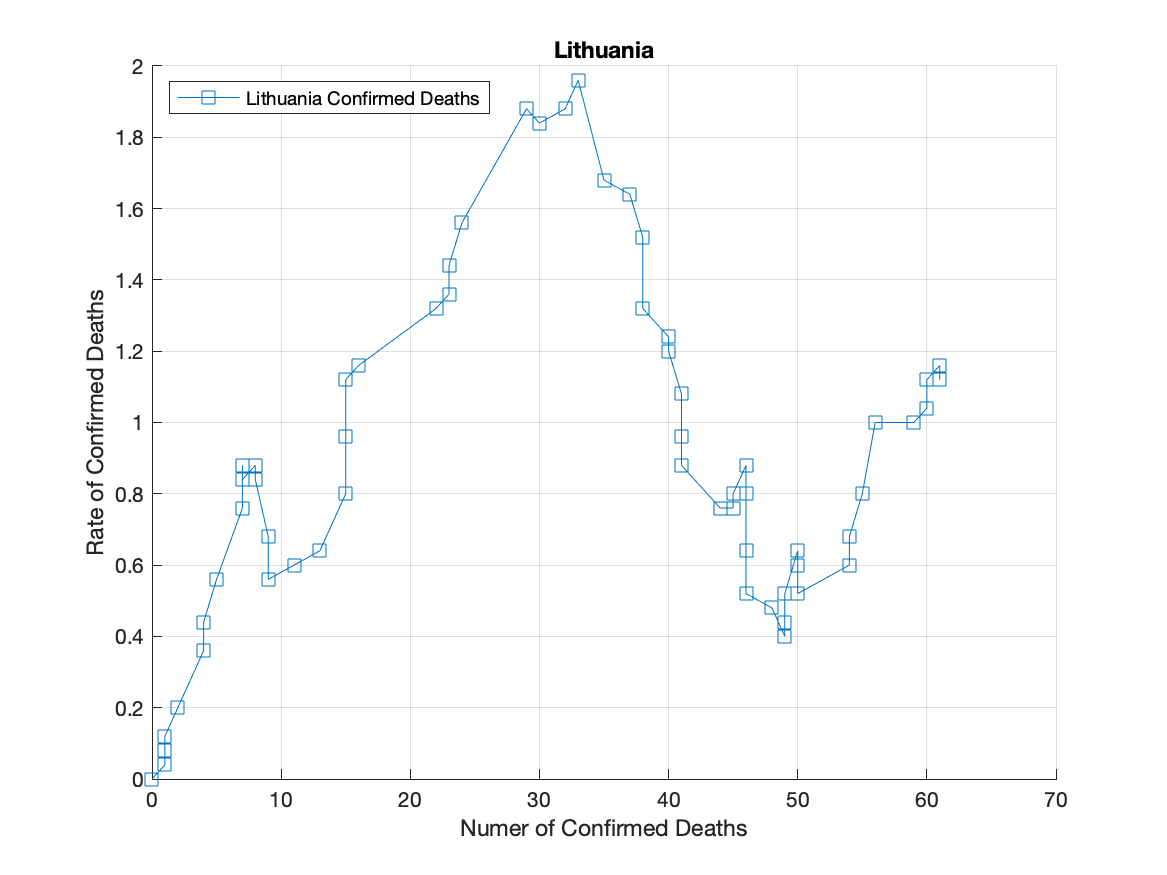 Lithuania
Lithuania Confirmed Deaths
Rate of Confirmed Deaths
2
1.8
1.6
1.4
1.2
1
0.8
0.6
0.4
0.2
0
0 10 20 30 40 50 60 70
Numer of Confirmed Deaths